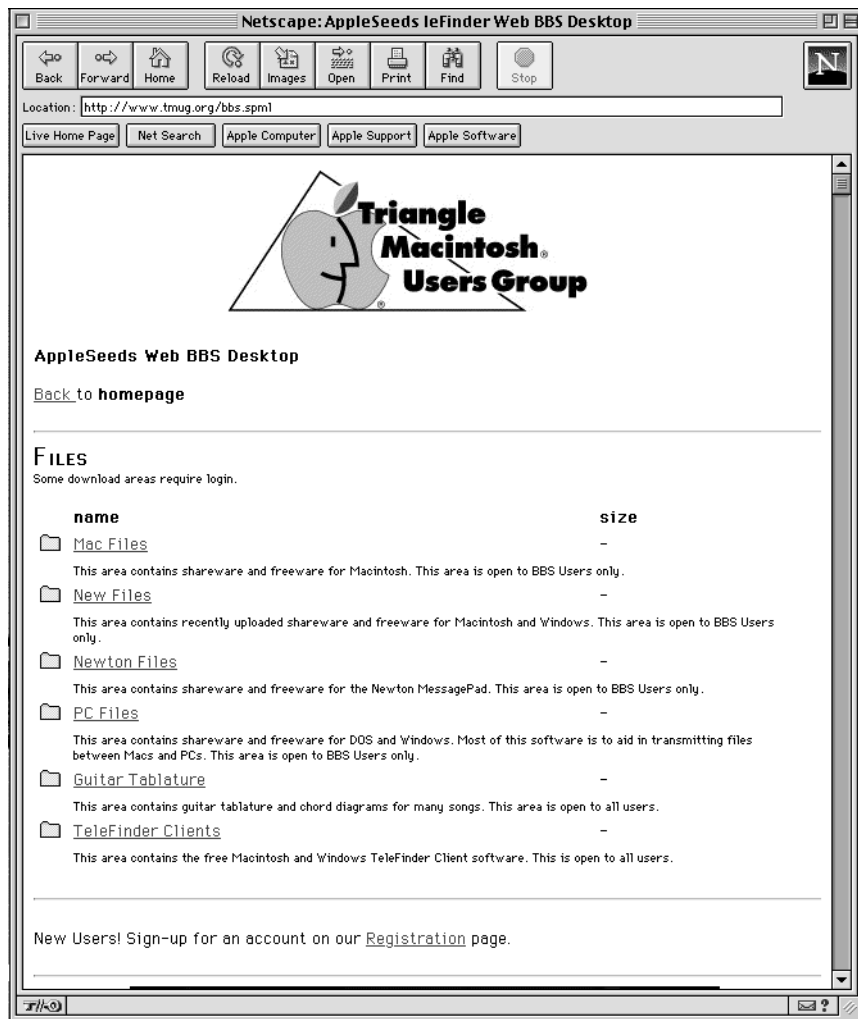 Netscape: AppleSeeds leFinder Web BBS Desktop
Back Forward Home Reload Images Open Print Find Stop
N
Location: http://www.tmug.org/bbs.spml
Live Home Page Net Search Apple Computer Apple Support Apple Software
Triangle
Macintosh®
Users Group
®
AppleSeeds Web BBS Desktop
Back to homepage
FILES
Some download areas require login.
name size
Mac Files -
This area contains shareware and freeware for Macintosh. This area is open to BBS Users only.
New Files -
This area contains recently uploaded shareware and freeware for Macintosh and Windows. This area is open to BBS Users
only.
Newton Files -
This area contains shareware and freeware for the Newton MessagePad. This area is open to BBS Users only.
PC Files -
This area contains shareware and freeware for DOS and Windows. Most of this software is to aid in transmitting files
between Macs and PCs. This area is open to BBS Users only.
Guitar Tablature -
This area contains guitar tablature and chord diagrams for many songs. This area is open to all users.
TeleFinder Clients -
This area contains the free Macintosh and Windows TeleFinder Client software. This is open to all users.
New Users! Sign-up for an account on our Registration page.
?